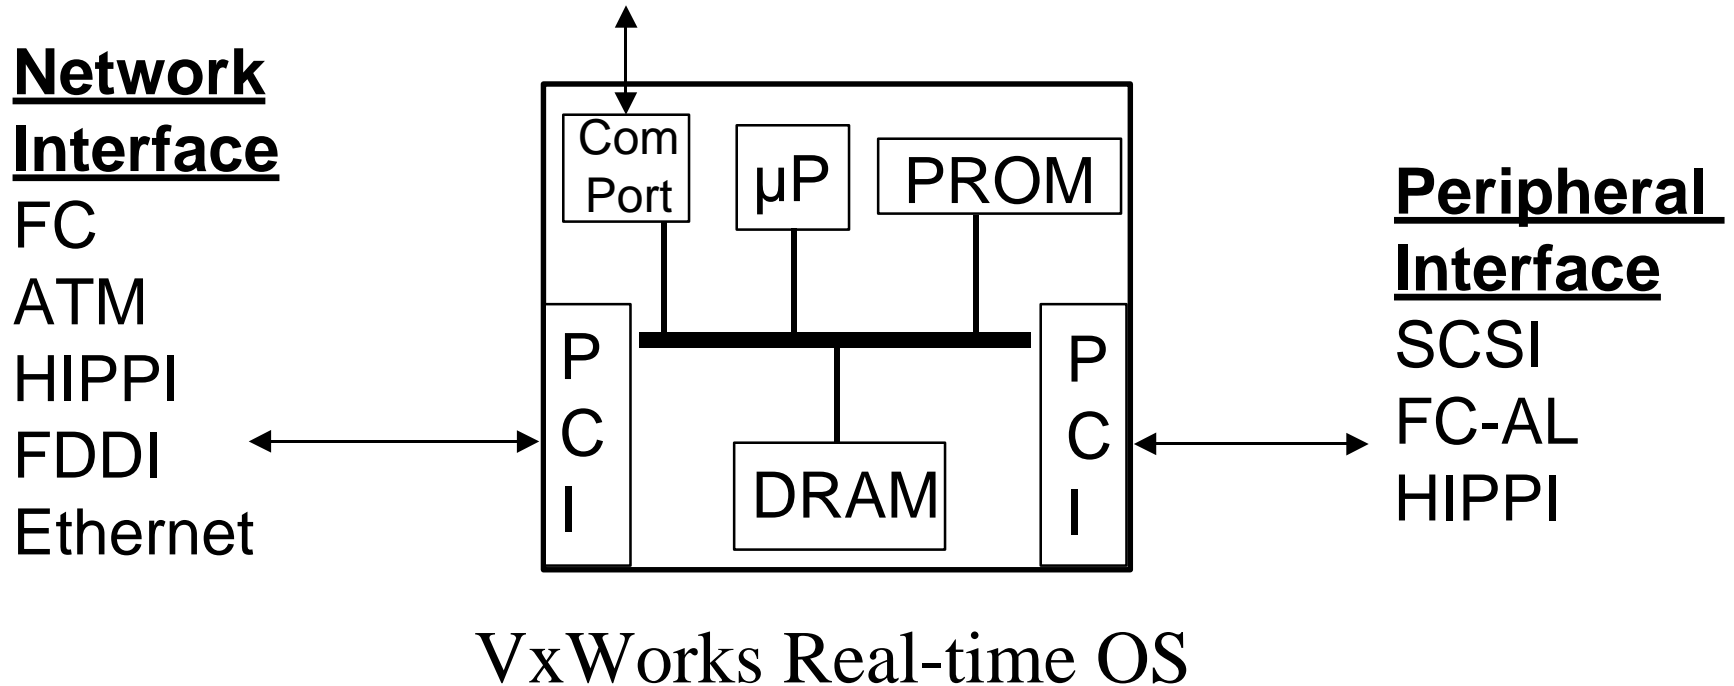 Network
Interface
FC
ATM
HIPPI
FDDI
Ethernet
Com
Port
µP
PROM
P
C
I
DRAM
P
C
I
Peripheral
Interface
SCSI
FC-AL
HIPPI
VxWorks Real-time OS